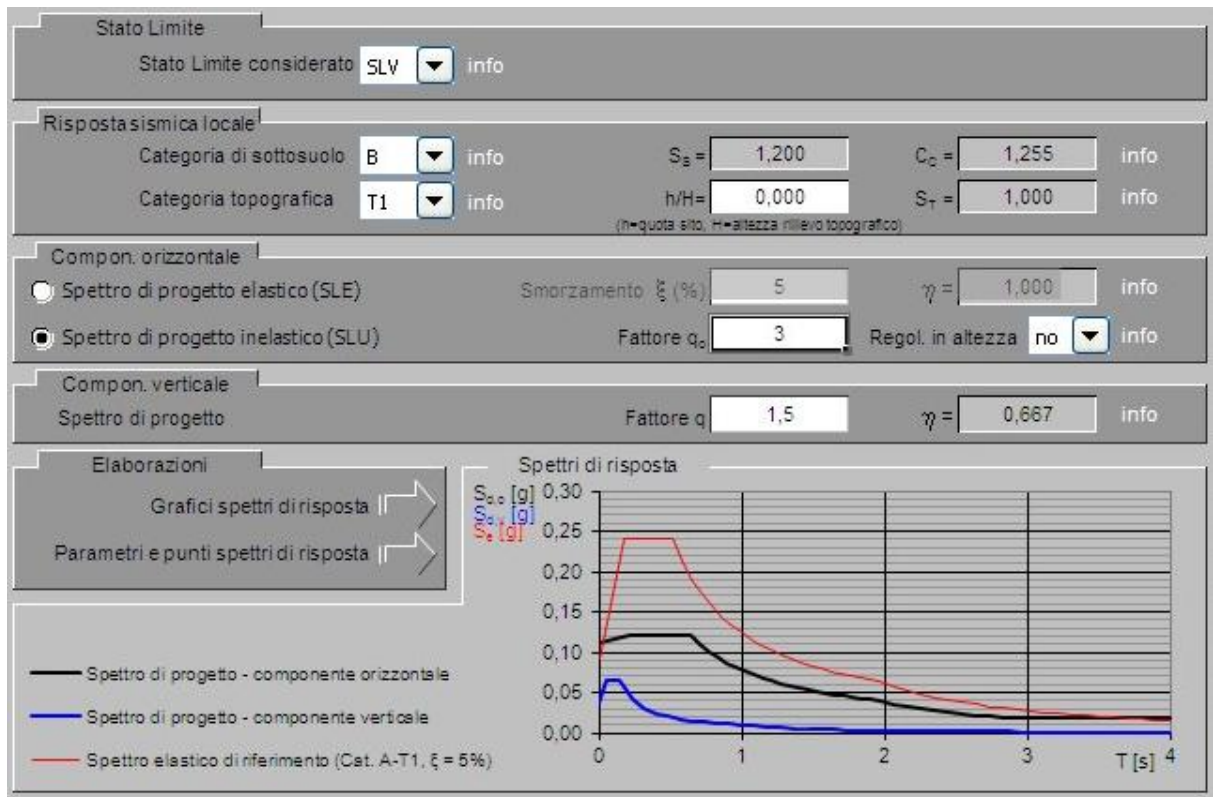 Stato Limite
Stato Limite considerato SLV info
Risposta sismica locale
Categoria di sottosuolo B info S_S = 1,200 C_C = 1,255 info
Categoria topografica T1 info h/H= 0,000 S_T = 1,000 info
(h=quota sito, H=altezza rilievo topografico)
Compon. orizzontale
Spettro di progetto elastico (SLE) Smorzamento ξ (%) 5 η = 1,000 info
Spettro di progetto inelastico (SLU) Fattore q_o 3 Regol. in altezza no info
Compon. verticale
Spettro di progetto Fattore q 1,5 η = 0,667 info
Elaborazioni
Grafici spettri di risposta
Parametri e punti spettri di risposta
Spettri di risposta
S_d,o [g]
S_d,v [g]
S_e [g]
0,30
0,25
0,20
0,15
0,10
0,05
0,00
0 1 2 3 T [s] 4
Spettro di progetto - componente orizzontale
Spettro di progetto - componente verticale
Spettro elastico di riferimento (Cat. A-T1, ξ = 5%)